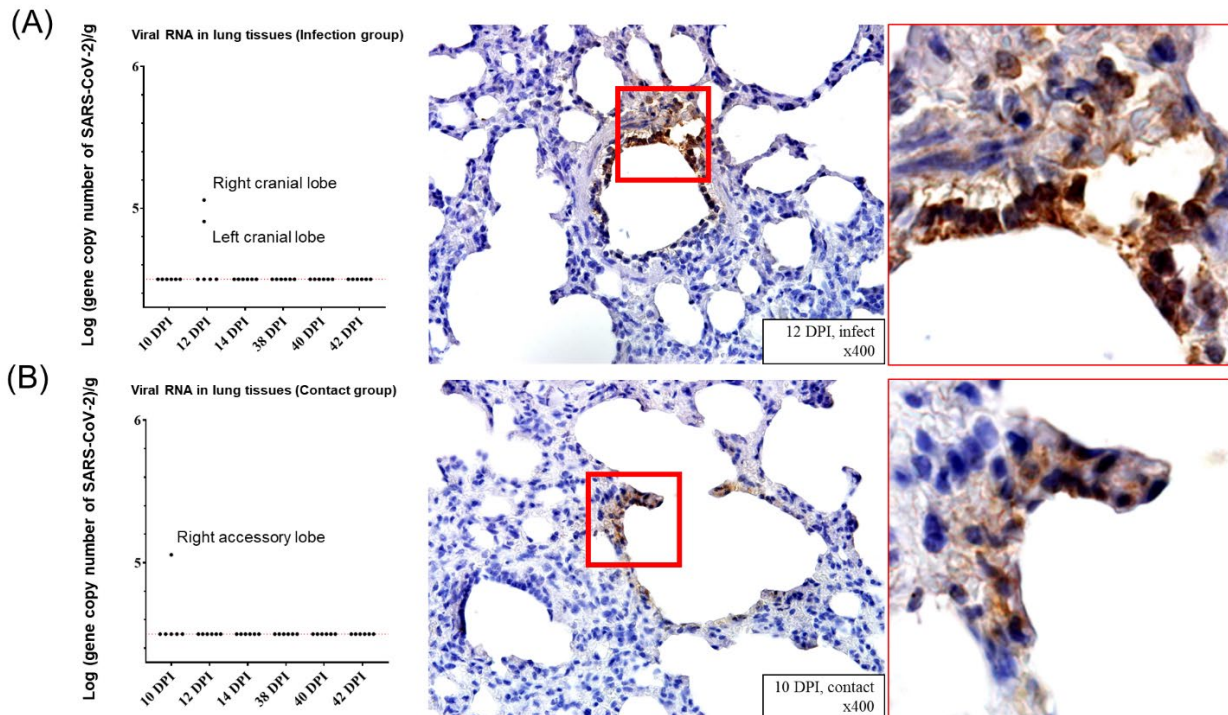 (A)
Viral RNA in lung tissues (Infection group)
Log (gene copy number of SARS-CoV-2)/g
6
5
Right cranial lobe
Left cranial lobe
10 DPI
12 DPI
14 DPI
38 DPI
40 DPI
42 DPI
12 DPI, infect
x400
(B)
Viral RNA in lung tissues (Contact group)
Log (gene copy number of SARS-CoV-2)/g
6
5
Right accessory lobe
10 DPI
12 DPI
14 DPI
38 DPI
40 DPI
42 DPI
10 DPI, contact
x400